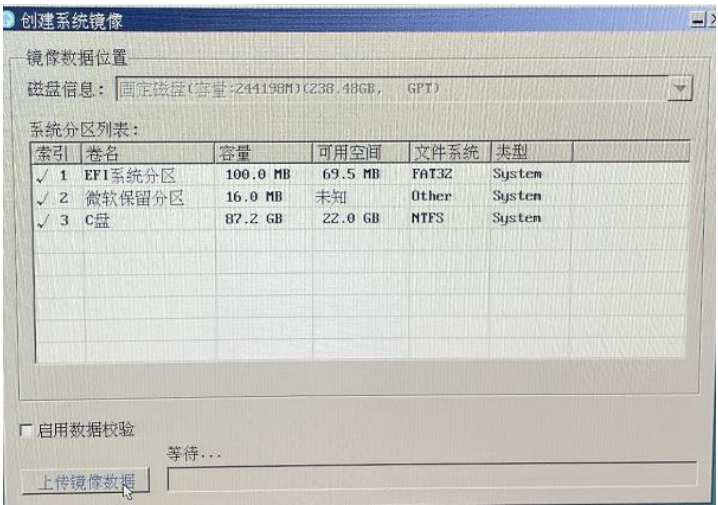 创建系统镜像
镜像数据位置
磁盘信息: 固定磁盘(容量:244198M)(238.48GB, GPT)
系统分区列表:
索引 卷名 容量 可用空间 文件系统 类型
✓ 1 EFI系统分区 100.0 MB 69.5 MB FAT32 System
✓ 2 微软保留分区 16.0 MB 未知 Other System
✓ 3 C盘 87.2 GB 22.0 GB NTFS System
启用数据校验
等待...
上传镜像数据